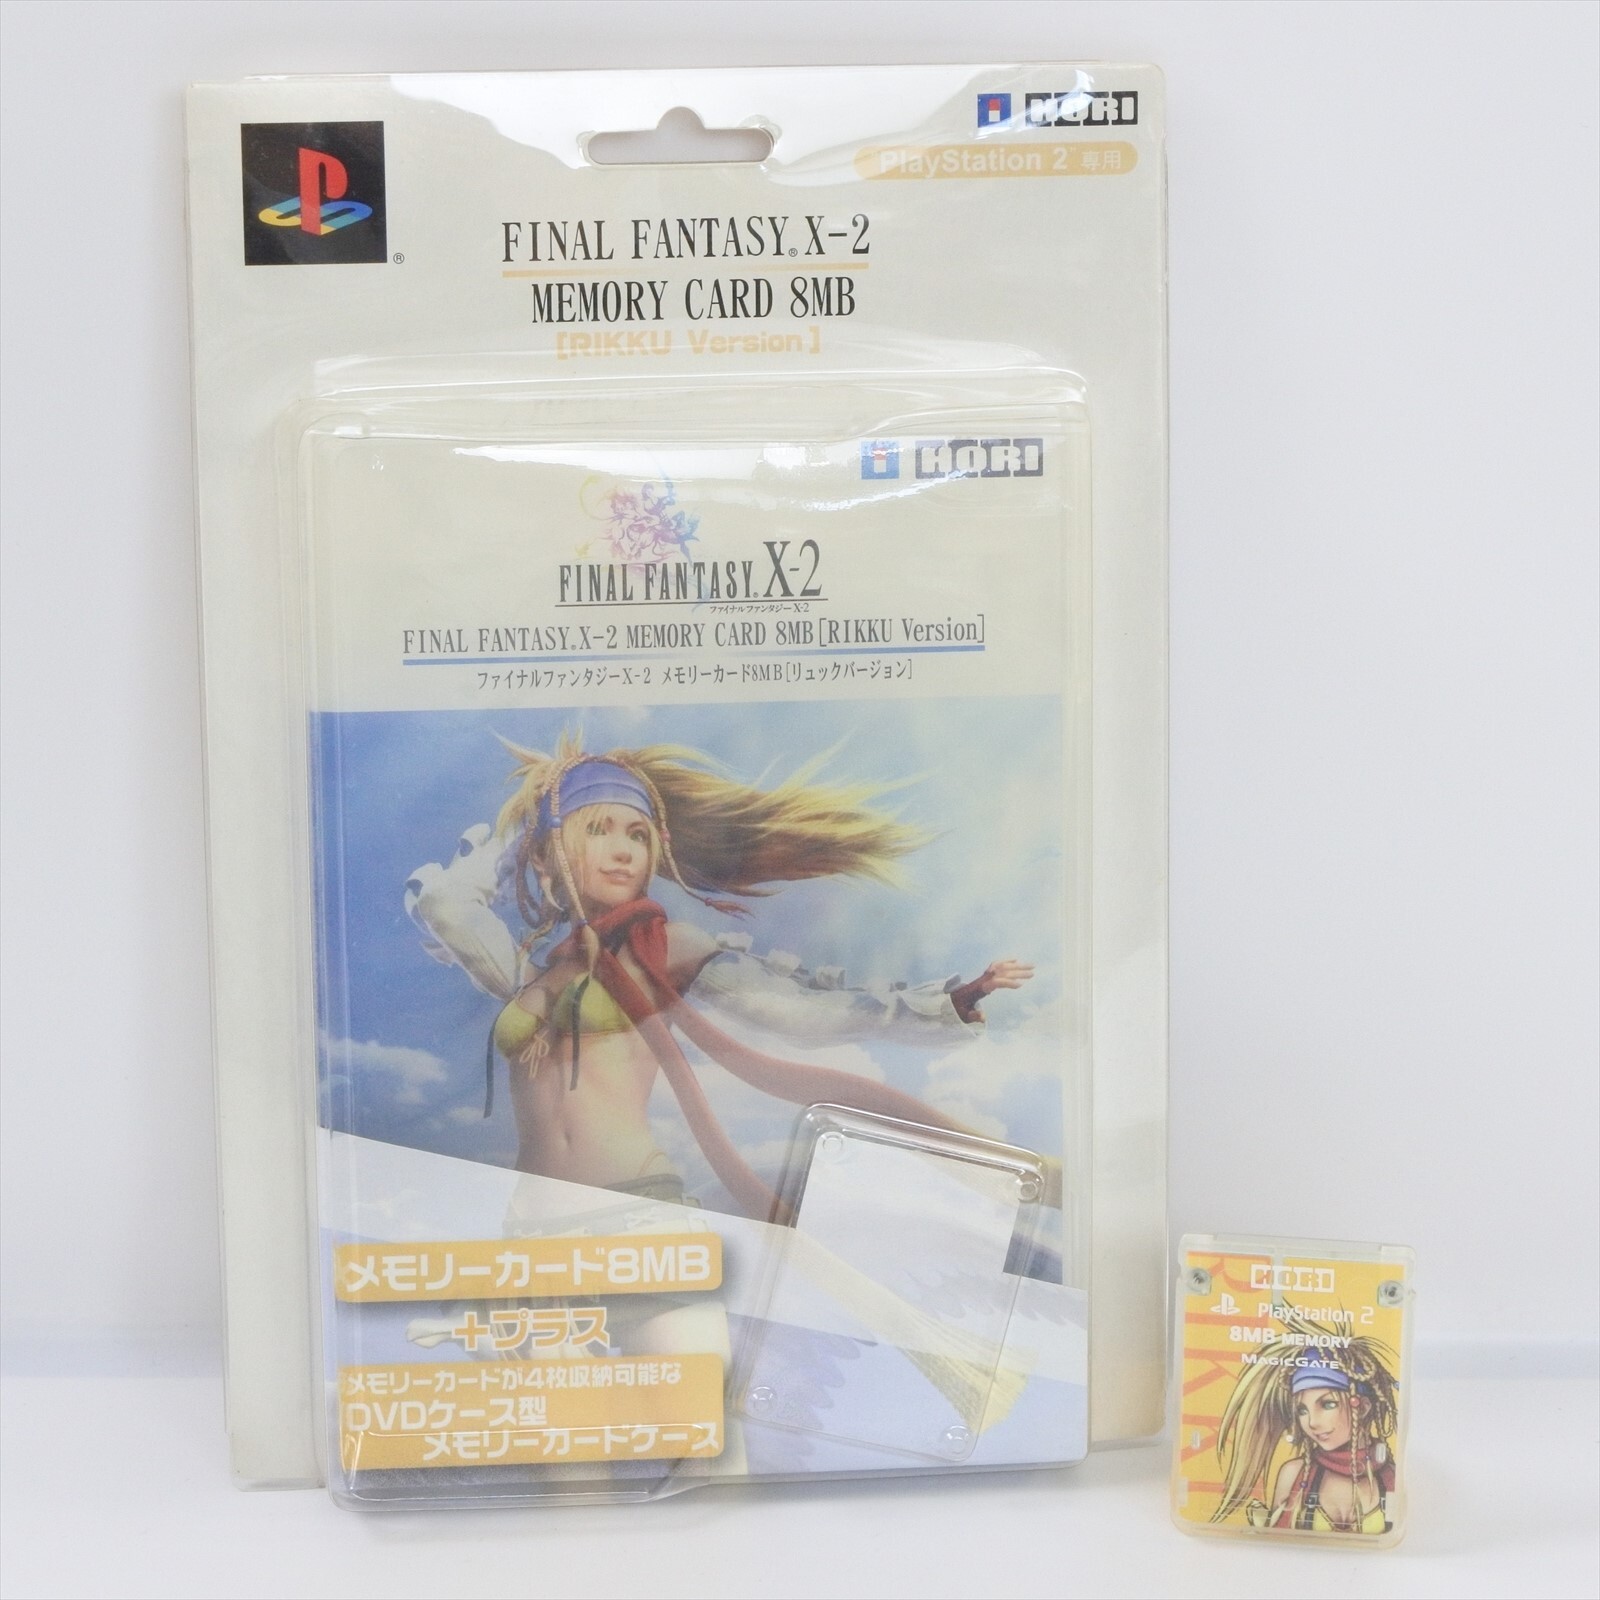 HORI
PlayStation 2™専用
®
FINAL FANTASY® X-2
MEMORY CARD 8MB
[RIKKU Version]
HORI
FINAL FANTASY® X-2
ファイナルファンタジーX-2
FINAL FANTASY® X-2 MEMORY CARD 8MB[RIKKU Version]
ファイナルファンタジーX-2 メモリーカード8MB[リュックバージョン]
メモリーカード8MB
+プラス
メモリーカードが4枚収納可能な
DVDケース型
メモリーカードケース
RIKKU
HORI
PlayStation 2
8MB MEMORY
MAGICGATE